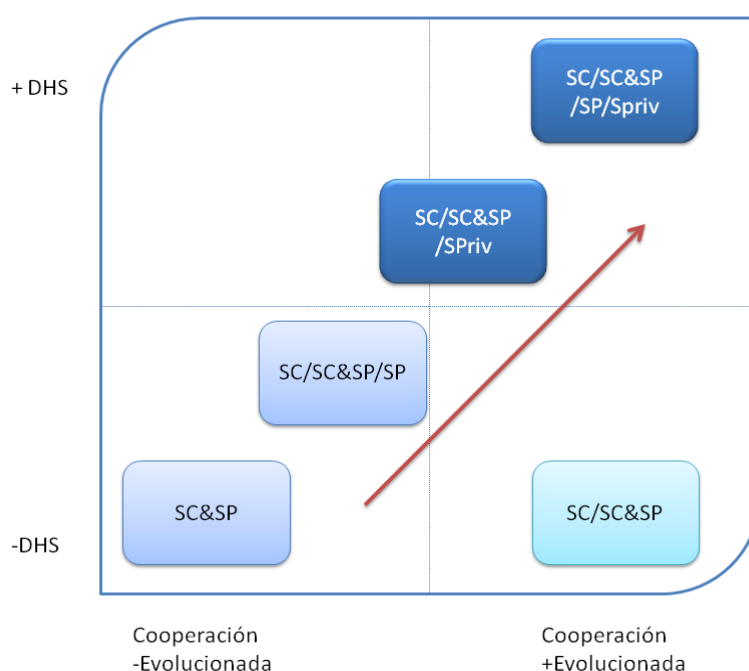 SC/SC&SP
/SP/Spriv
+ DHS
SC/SC&SP
/SPriv
SC/SC&SP/SP
SC&SP
SC/SC&SP
-DHS
Cooperación
-Evolucionada
Cooperación
+Evolucionada